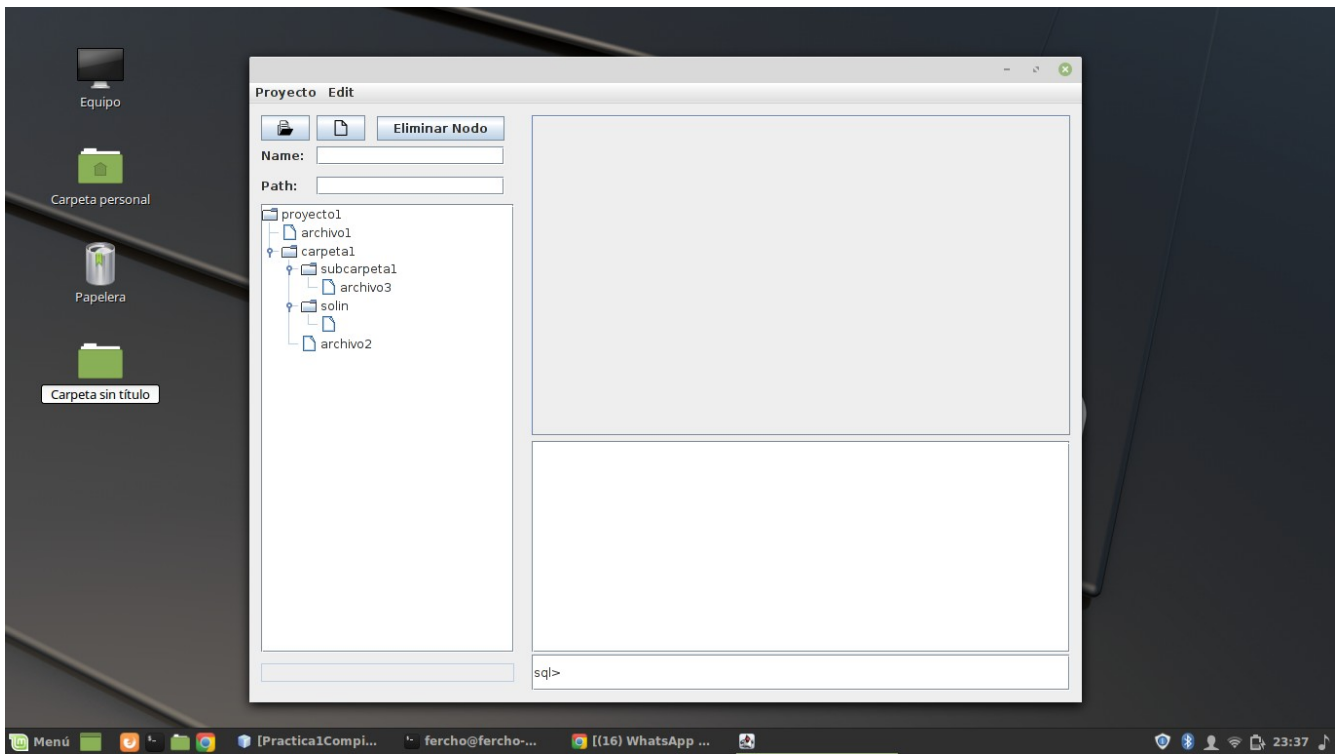 Equipo
Carpeta personal
Papelera
Carpeta sin título
Proyecto Edit
Eliminar Nodo
Name:
Path:
proyecto1
archivo1
carpeta1
subcarpeta1
archivo3
solin
archivo2
sql>
Menú [Practica1Compi... fercho@fercho-... [(16) WhatsApp ... 23:37